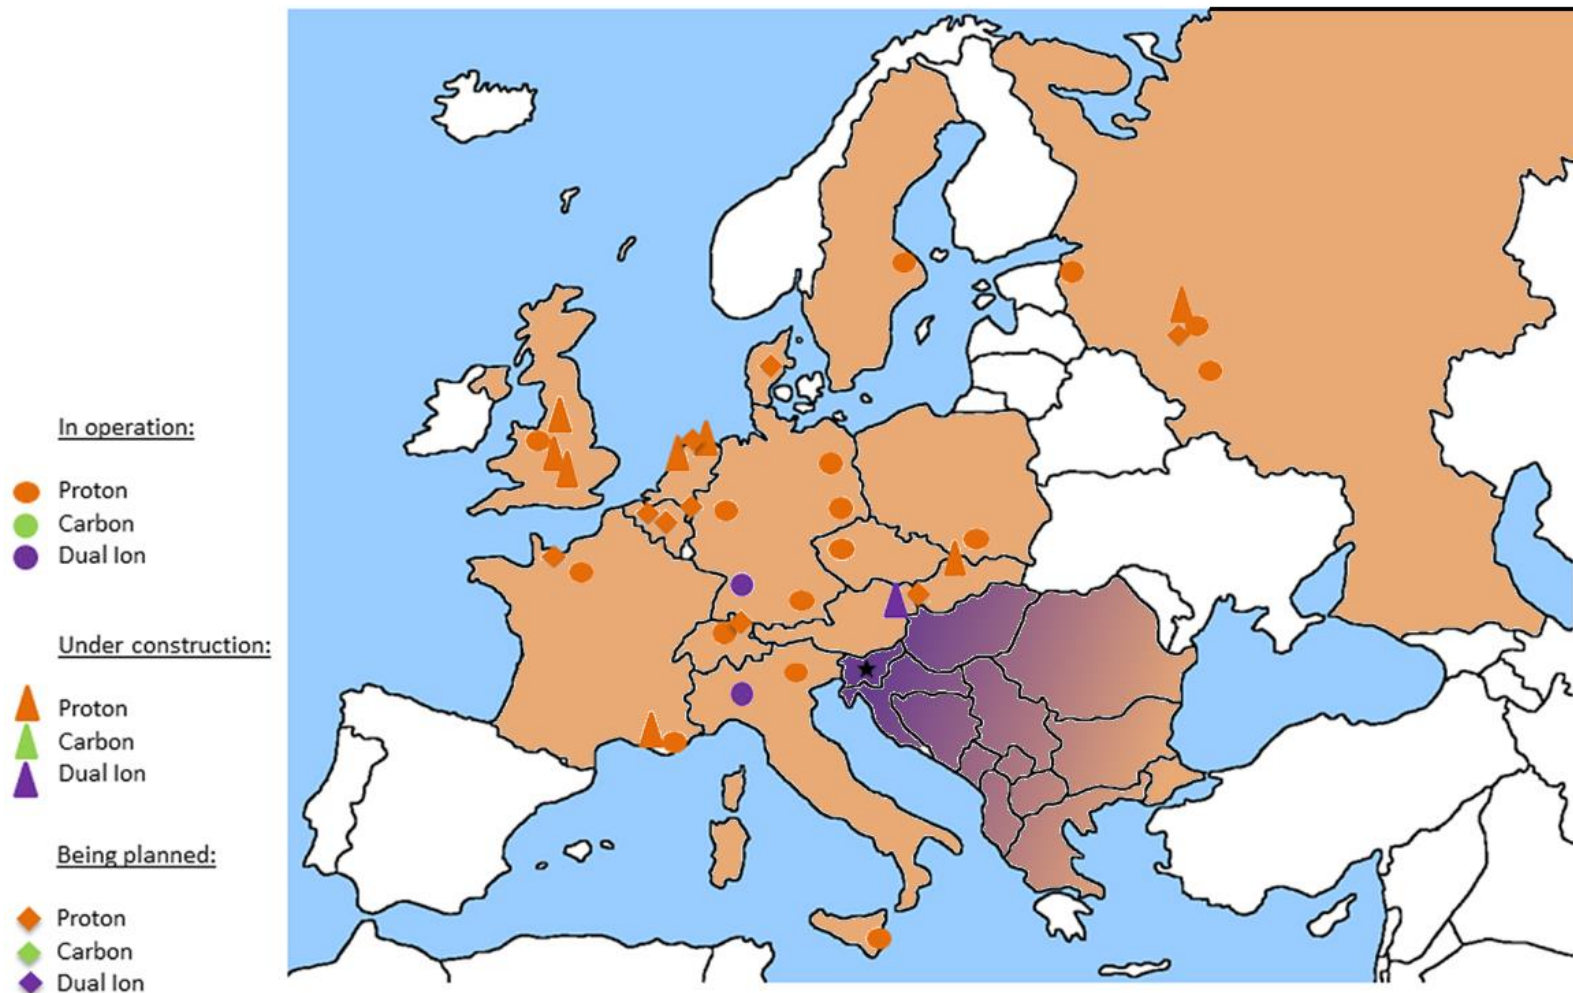 In operation:
Proton
Carbon
Dual Ion
Under construction:
Proton
Carbon
Dual Ion
Being planned:
Proton
Carbon
Dual Ion